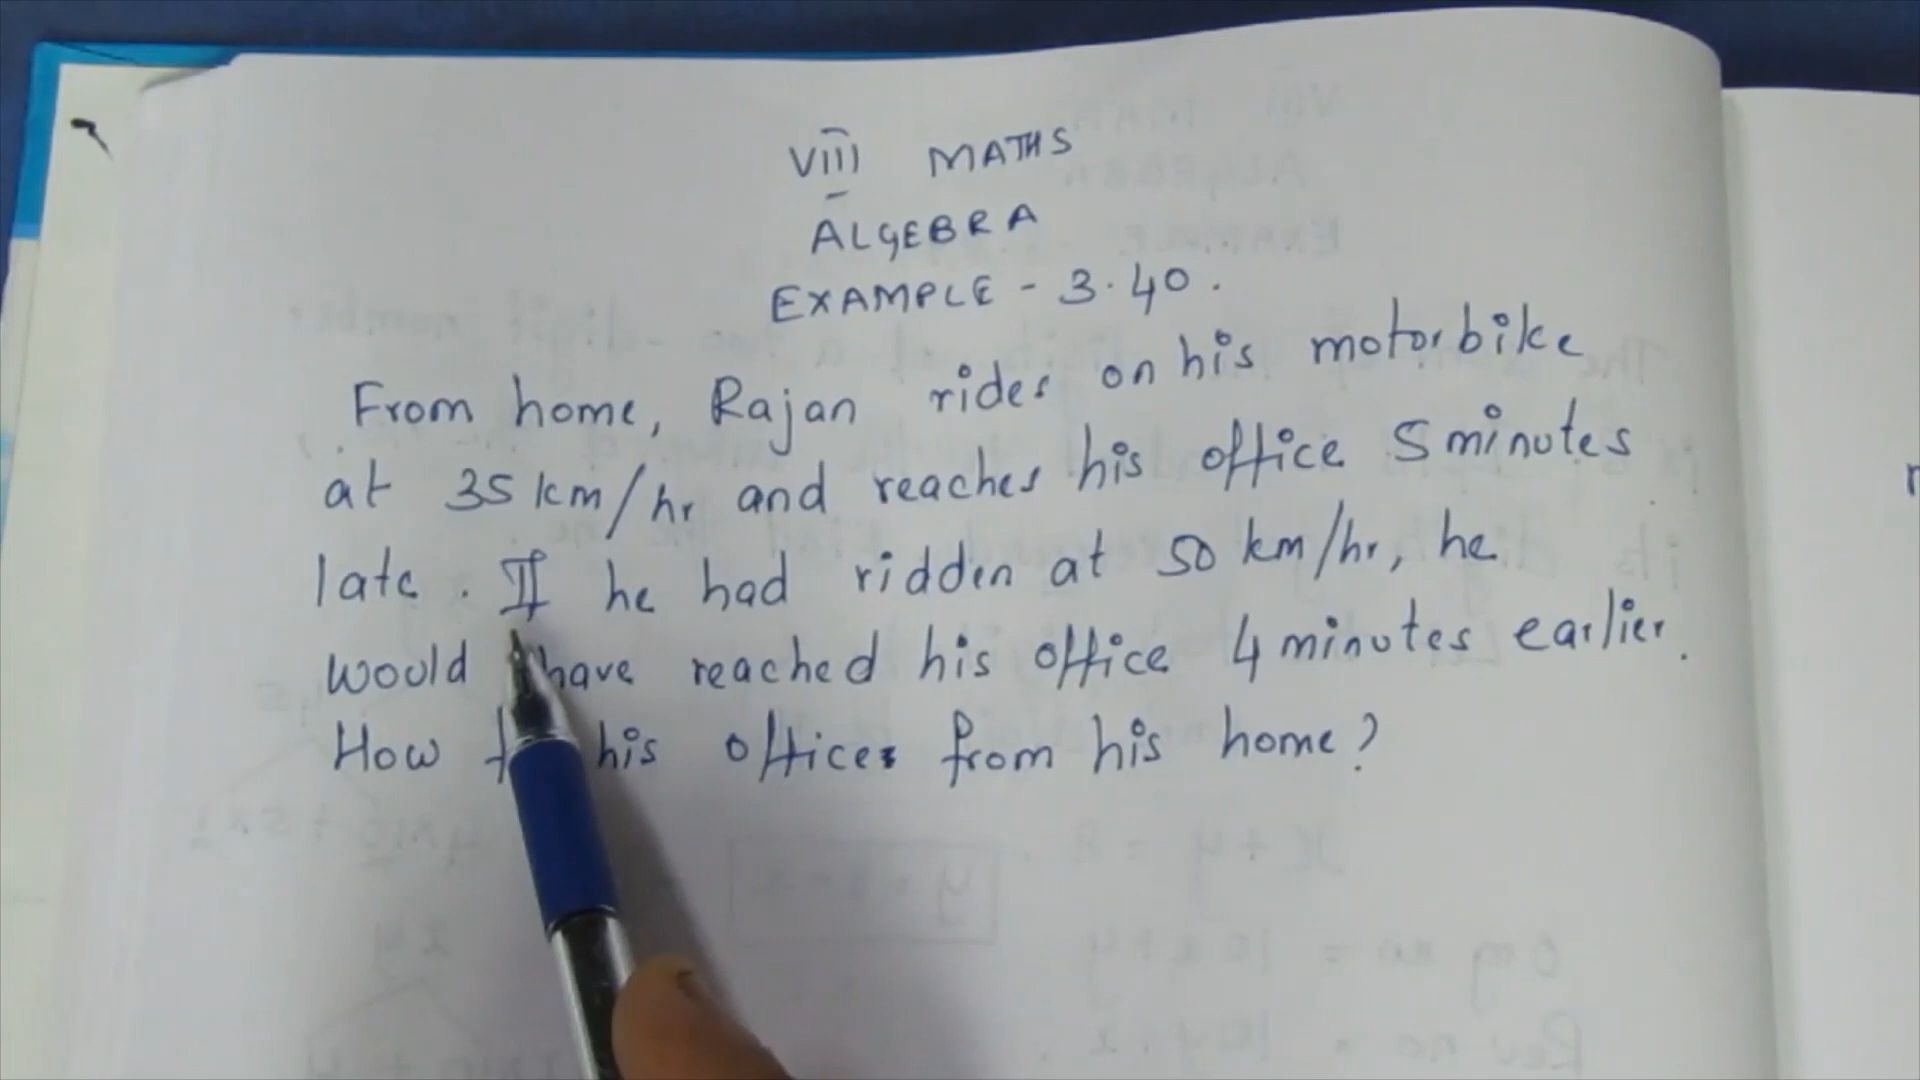 VIII MATHS
ALGEBRA
EXAMPLE - 3.40.
From home, Rajan rides on his motorbike
at 35 km/hr and reaches his office 5 minutes
late. If he had ridden at 50 km/hr, he
would have reached his office 4 minutes earlier.
How his office from his home?